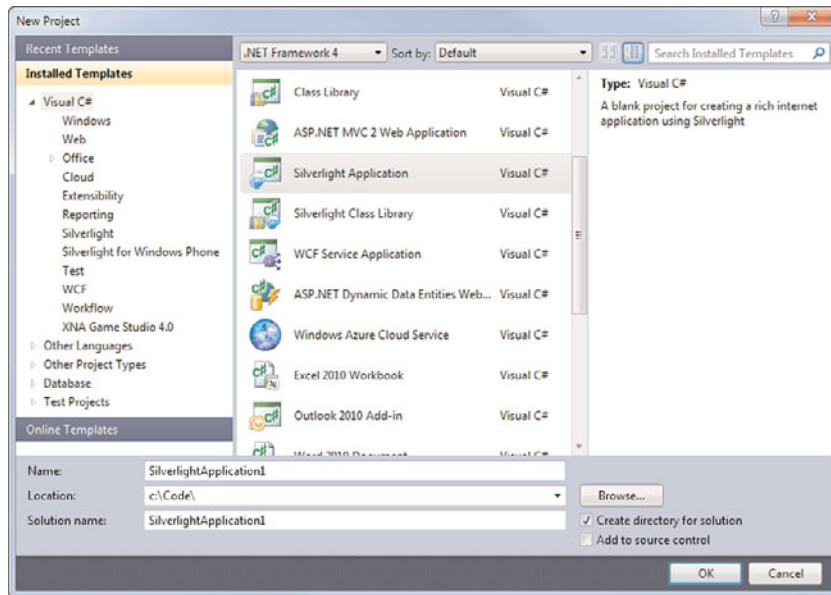 New Project
Recent Templates
.NET Framework 4
Sort by: Default
Search Installed Templates
Installed Templates
Visual C#
Windows
Web
Office
Cloud
Extensibility
Reporting
Silverlight
Silverlight for Windows Phone
Test
WCF
Workflow
XNA Game Studio 4.0
Other Languages
Other Project Types
Database
Test Projects
Online Templates
Class Library Visual C#
ASP.NET MVC 2 Web Application Visual C#
Silverlight Application Visual C#
Silverlight Class Library Visual C#
WCF Service Application Visual C#
ASP.NET Dynamic Data Entities Web... Visual C#
Windows Azure Cloud Service Visual C#
Excel 2010 Workbook Visual C#
Outlook 2010 Add-in Visual C#
Word 2010 Document Visual C#
Type: Visual C#
A blank project for creating a rich internet
application using Silverlight
Name: SilverlightApplication1
Location: c:\Code\
Browse...
Solution name: SilverlightApplication1
Create directory for solution
Add to source control
OK
Cancel